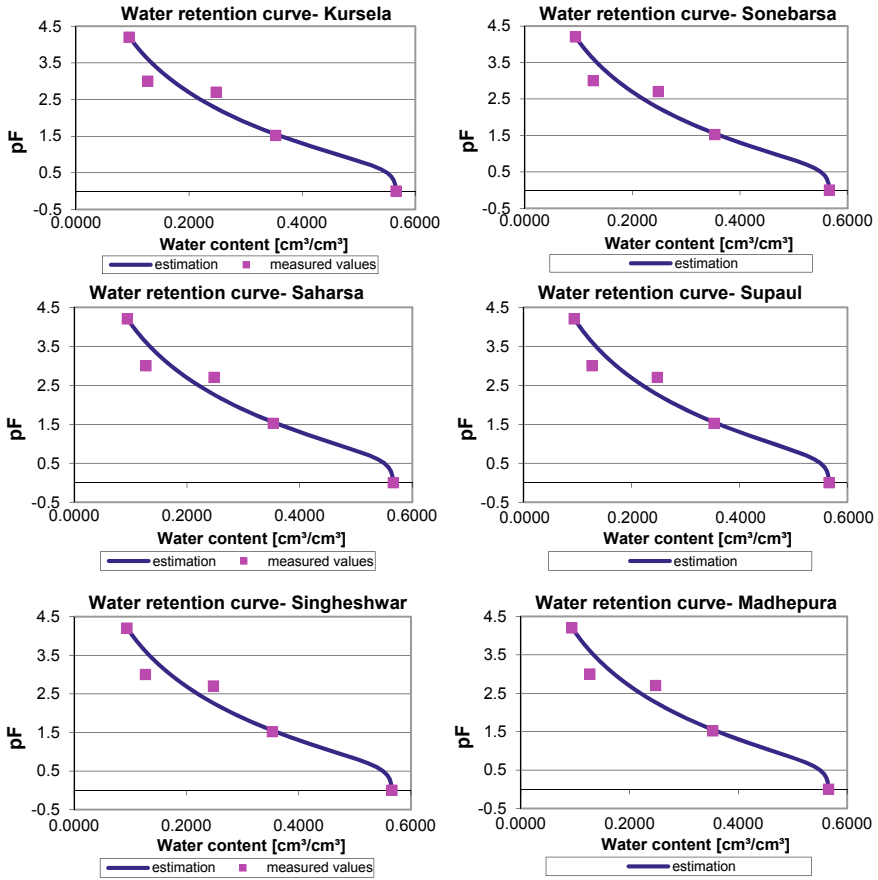 Water retention curve- Kursela
4.5
3.5
2.5
1.5
0.5
-0.5
pF
0.0000 0.2000 0.4000 0.6000
Water content [cm³/cm³]
estimation measured values
Water retention curve- Sonebarsa
4.5
3.5
2.5
1.5
0.5
-0.5
pF
0.0000 0.2000 0.4000 0.6000
Water content [cm³/cm³]
estimation
Water retention curve- Saharsa
4.5
3.5
2.5
1.5
0.5
-0.5
pF
0.0000 0.2000 0.4000 0.6000
Water content [cm³/cm³]
estimation measured values
Water retention curve- Supaul
4.5
3.5
2.5
1.5
0.5
-0.5
pF
0.0000 0.2000 0.4000 0.6000
Water content [cm³/cm³]
estimation
Water retention curve- Singheshwar
4.5
3.5
2.5
1.5
0.5
-0.5
pF
0.0000 0.2000 0.4000 0.6000
Water content [cm³/cm³]
estimation measured values
Water retention curve- Madhepura
4.5
3.5
2.5
1.5
0.5
-0.5
pF
0.0000 0.2000 0.4000 0.6000
Water content [cm³/cm³]
estimation